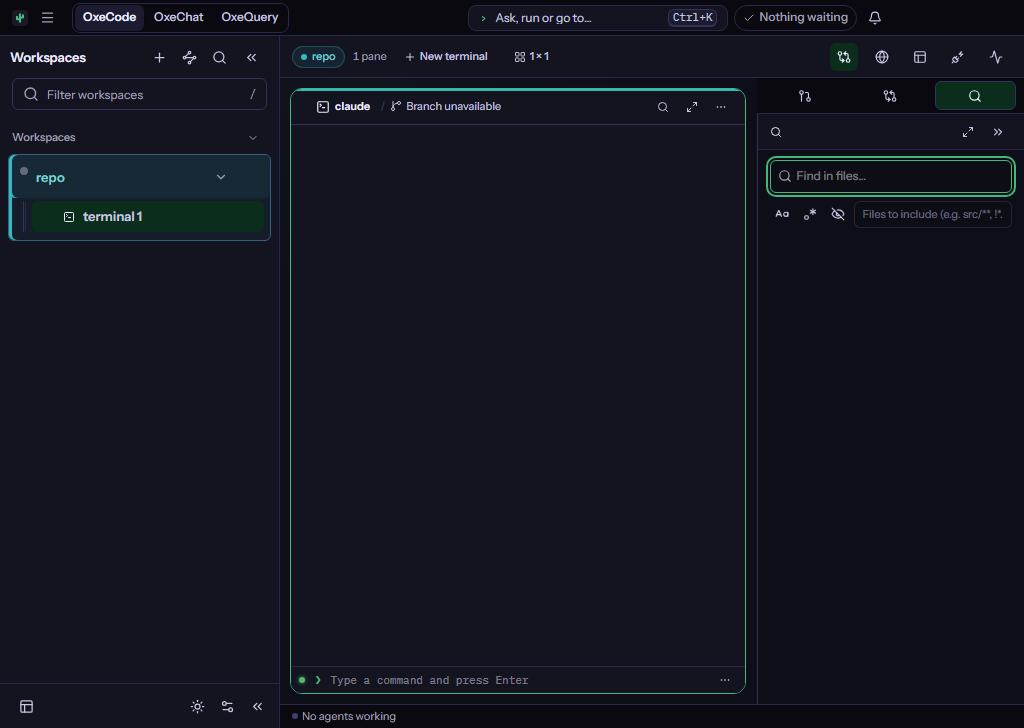 OxeCode OxeChat OxeQuery
› Ask, run or go to... Ctrl+K
Nothing waiting
Workspaces
Filter workspaces /
Workspaces
repo
terminal 1
repo 1 pane + New terminal 1×1
claude / Branch unavailable
Find in files...
Aa .* Files to include (e.g. src/**, !*.
❯ Type a command and press Enter
No agents working